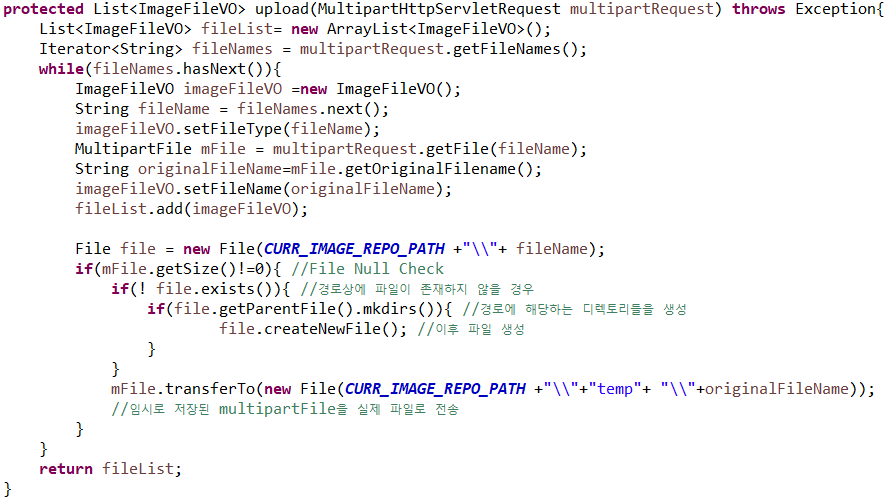 protected List<ImageFileVO> upload(MultipartHttpServletRequest multipartRequest) throws Exception{
    List<ImageFileVO> fileList= new ArrayList<ImageFileVO>();
    Iterator<String> fileNames = multipartRequest.getFileNames();
    while(fileNames.hasNext()){
        ImageFileVO imageFileVO =new ImageFileVO();
        String fileName = fileNames.next();
        imageFileVO.setFileType(fileName);
        MultipartFile mFile = multipartRequest.getFile(fileName);
        String originalFileName=mFile.getOriginalFilename();
        imageFileVO.setFileName(originalFileName);
        fileList.add(imageFileVO);

        File file = new File(CURR_IMAGE_REPO_PATH +"\\"+ fileName);
        if(mFile.getSize()!=0){ //File Null Check
            if(! file.exists()){ //경로상에 파일이 존재하지 않을 경우
                if(file.getParentFile().mkdirs()){ //경로에 해당하는 디렉토리들을 생성
                        file.createNewFile(); //이후 파일 생성
                }
            }
            mFile.transferTo(new File(CURR_IMAGE_REPO_PATH +"\\"+"temp"+ "\\"+originalFileName));
            //임시로 저장된 multipartFile을 실제 파일로 전송
        }
    }
    return fileList;
}